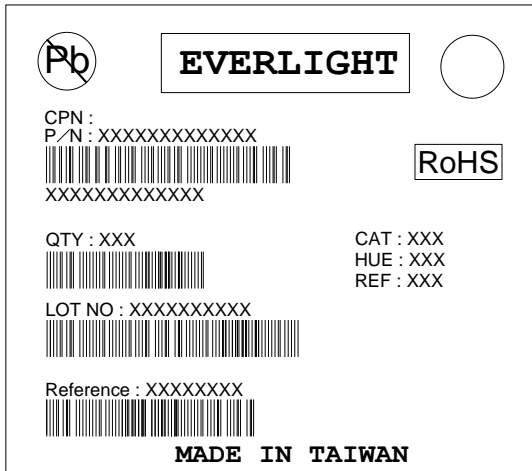 Pb
EVERLIGHT
CPN :
P/N : XXXXXXXXXXXXX
RoHS
XXXXXXXXXXXXX
QTY : XXX
CAT : XXX
HUE : XXX
REF : XXX
LOT NO : XXXXXXXXXX
Reference : XXXXXXXX
MADE IN TAIWAN